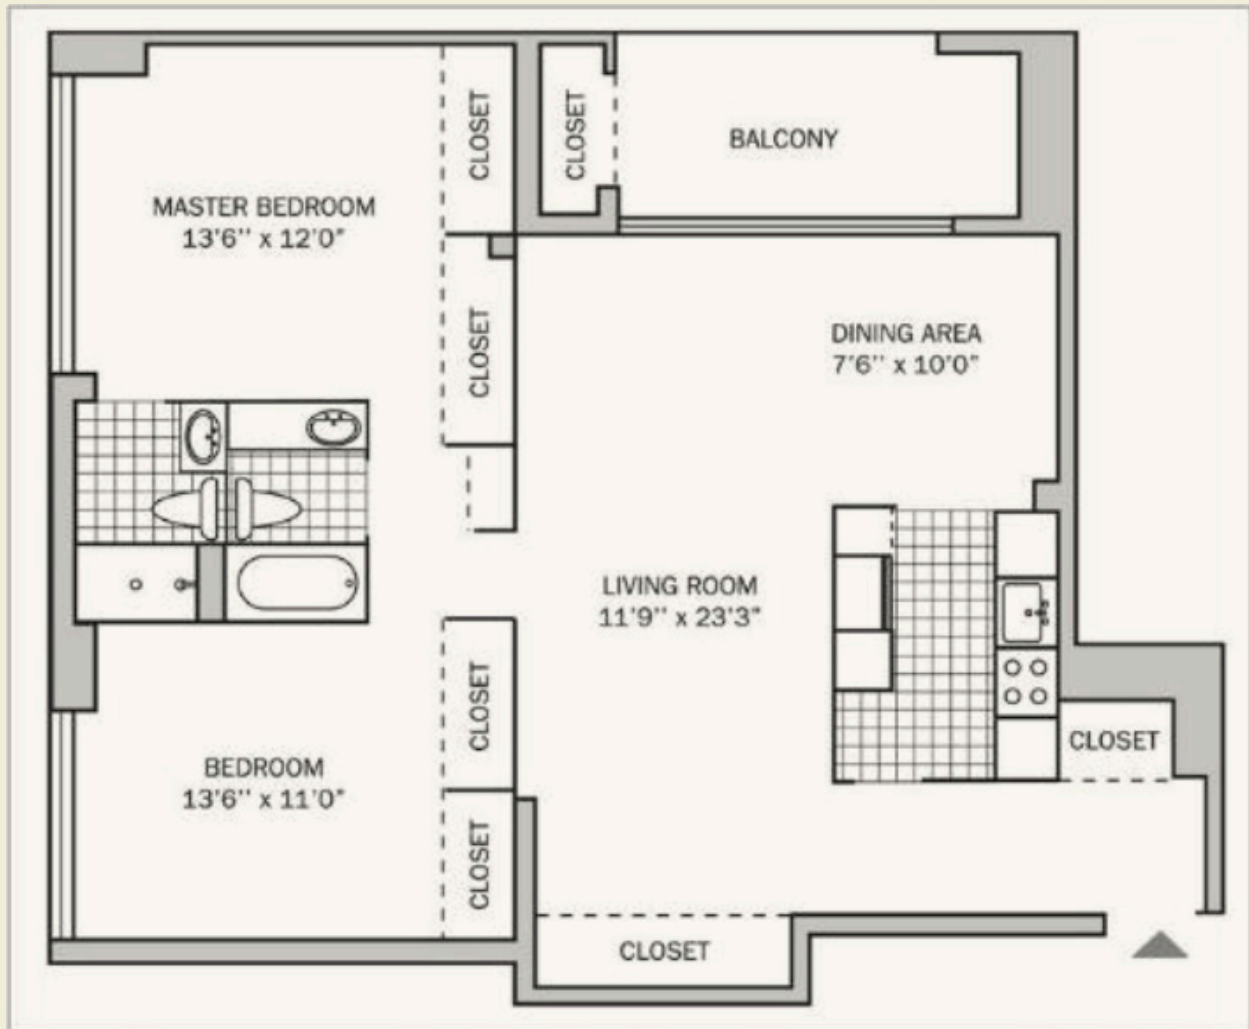 CLOSET
CLOSET
BALCONY
MASTER BEDROOM
13'6'' x 12'0"
CLOSET
DINING AREA
7'6'' x 10'0"
LIVING ROOM
11'9'' x 23'3"
CLOSET
CLOSET
BEDROOM
13'6'' x 11'0"
CLOSET
CLOSET